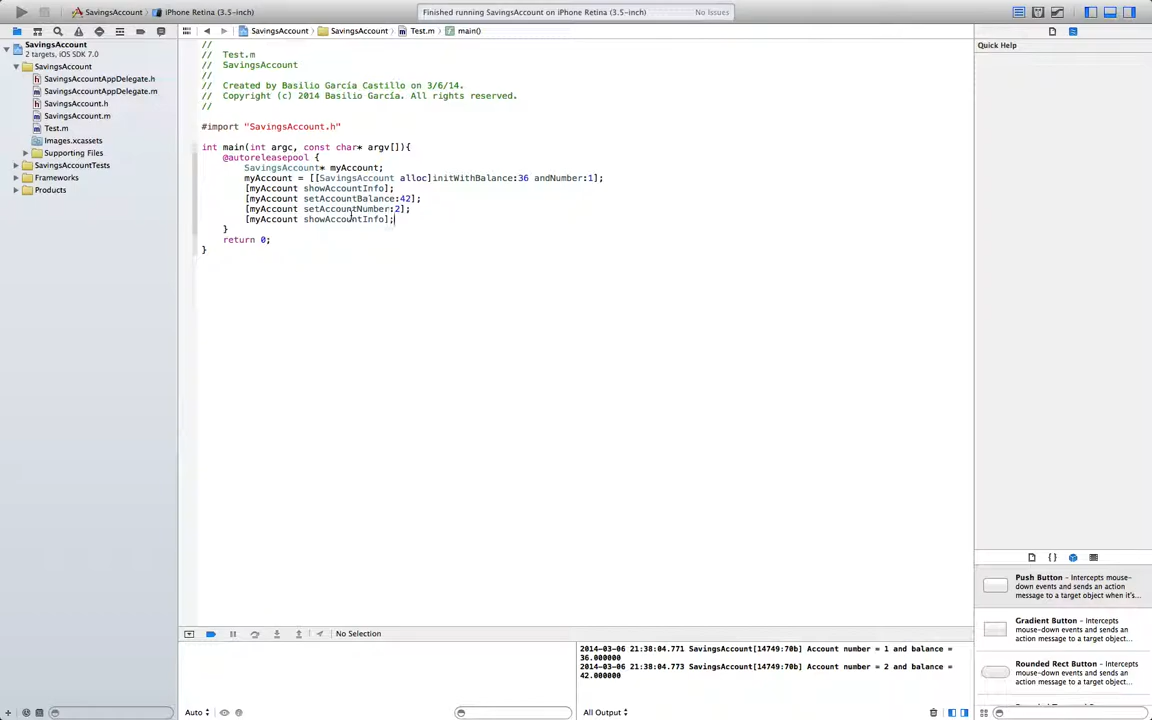 SavingsAccount
iPhone Retina (3.5-inch)
Finished running SavingsAccount on iPhone Retina (3.5-inch)
No Issues
SavingsAccount
2 targets, iOS SDK 7.0
SavingsAccount
SavingsAccountAppDelegate.h
SavingsAccountAppDelegate.m
SavingsAccount.h
SavingsAccount.m
Test.m
Images.xcassets
Supporting Files
SavingsAccountTests
Frameworks
Products
SavingsAccount
SavingsAccount
Test.m
main()
//
// Test.m
// SavingsAccount
//
// Created by Basilio García Castillo on 3/6/14.
// Copyright (c) 2014 Basilio García. All rights reserved.
//
#import "SavingsAccount.h"
int main(int argc, const char* argv[]){
@autoreleasepool {
SavingsAccount* myAccount;
myAccount = [[SavingsAccount alloc]initWithBalance:36 andNumber:1];
[myAccount showAccountInfo];
[myAccount setAccountBalance:42];
[myAccount setAccountNumber:2];
[myAccount showAccountInfo];
}
return 0;
}
No Selection
Auto
2014-03-06 21:38:04.771 SavingsAccount[14749:70b] Account number = 1 and balance =
36.000000
2014-03-06 21:38:04.773 SavingsAccount[14749:70b] Account number = 2 and balance =
42.000000
All Output
Quick Help
Push Button – Intercepts mouse-
down events and sends an action
message to a target object when it's...
Gradient Button – Intercepts
mouse-down events and sends an
action message to a target object...
Rounded Rect Button – Intercepts
mouse-down events and sends an
action message to a target object...